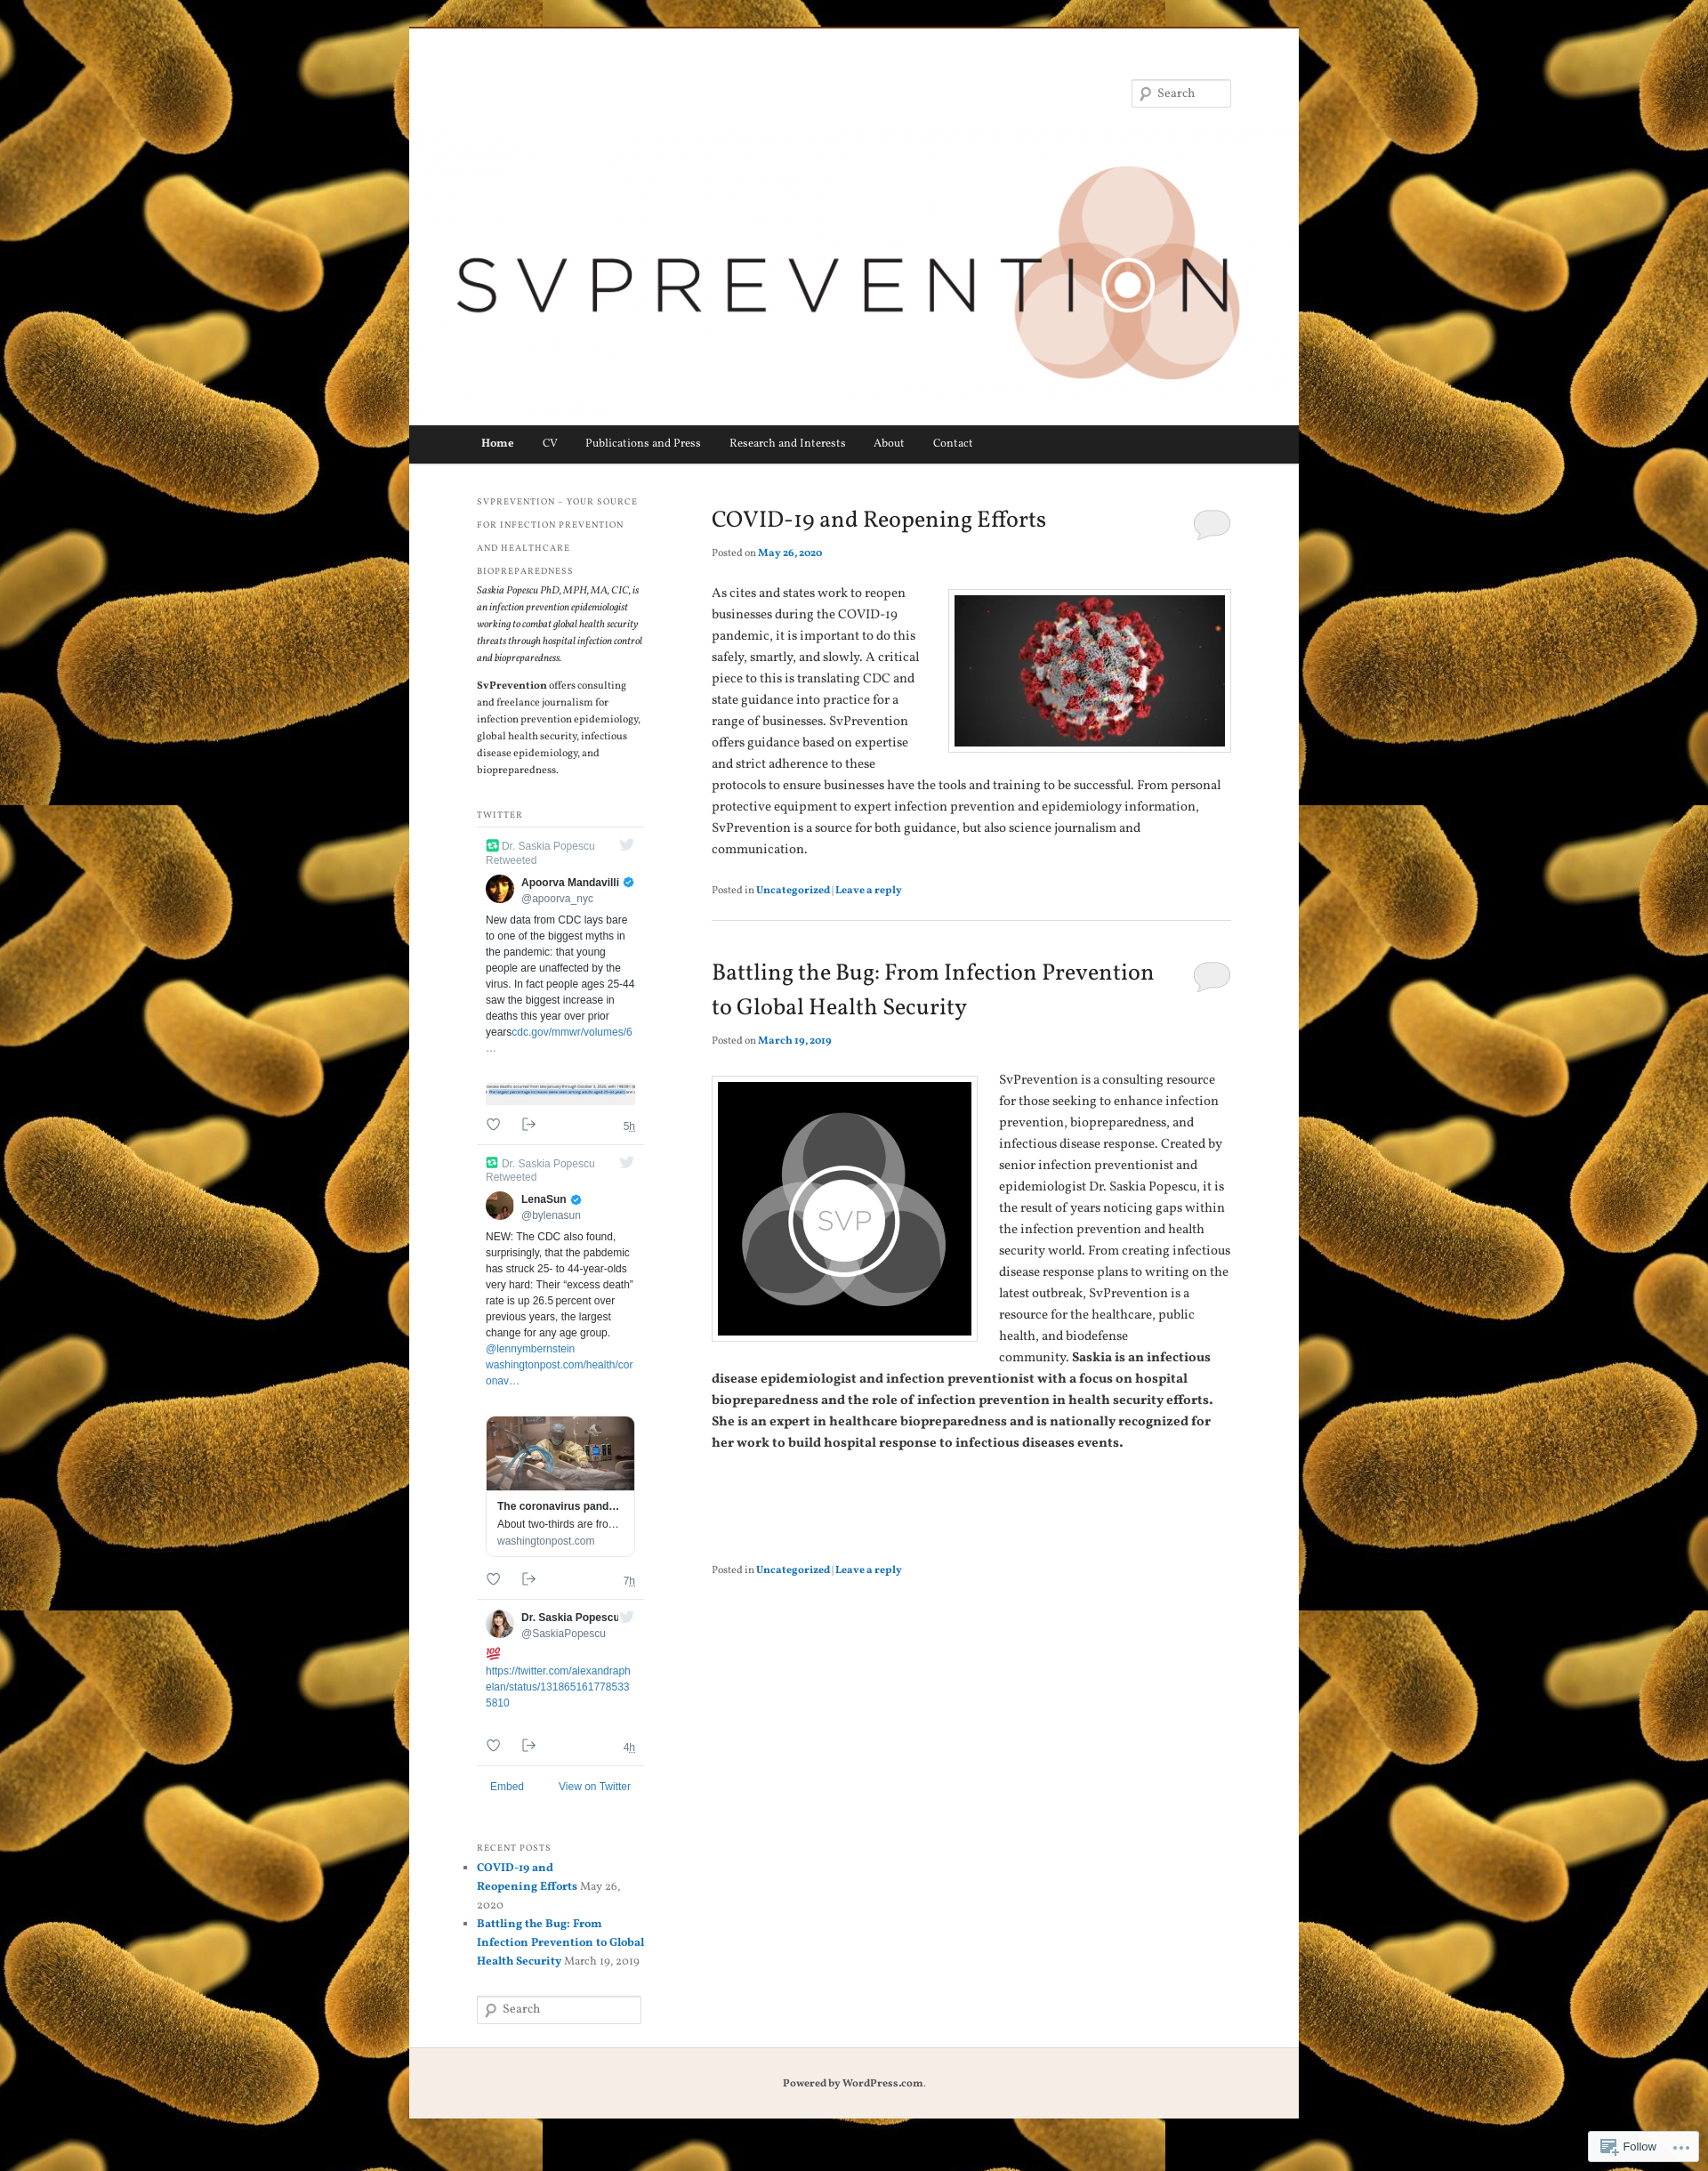 Search
SVPREVENTION
Home CV Publications and Press Research and Interests About Contact
SVPREVENTION – YOUR SOURCE
FOR INFECTION PREVENTION
AND HEALTHCARE
BIOPREPAREDNESS
Saskia Popescu PhD, MPH, MA, CIC, is
an infection prevention epidemiologist
working to combat global health security
threats through hospital infection control
and biopreparedness.
SvPrevention offers consulting
and freelance journalism for
infection prevention epidemiology,
global health security, infectious
disease epidemiology, and
biopreparedness.
TWITTER
Dr. Saskia Popescu
Retweeted
Apoorva Mandavilli
@apoorva_nyc
New data from CDC lays bare
to one of the biggest myths in
the pandemic: that young
people are unaffected by the
virus. In fact people ages 25-44
saw the biggest increase in
deaths this year over prior
yearscdc.gov/mmwr/volumes/6
…
5h
Dr. Saskia Popescu
Retweeted
LenaSun
@bylenasun
NEW: The CDC also found,
surprisingly, that the pabdemic
has struck 25- to 44-year-olds
very hard: Their “excess death”
rate is up 26.5 percent over
previous years, the largest
change for any age group.
@lennymbernstein
washingtonpost.com/health/cor
onav…
The coronavirus pand…
About two-thirds are fro…
washingtonpost.com
7h
Dr. Saskia Popescu
@SaskiaPopescu
💯
https://twitter.com/alexandraph
elan/status/131865161778533
5810
4h
Embed View on Twitter
RECENT POSTS
COVID-19 and
Reopening Efforts May 26,
2020
Battling the Bug: From
Infection Prevention to Global
Health Security March 19, 2019
Search
COVID-19 and Reopening Efforts
Posted on May 26, 2020
As cites and states work to reopen
businesses during the COVID-19
pandemic, it is important to do this
safely, smartly, and slowly. A critical
piece to this is translating CDC and
state guidance into practice for a
range of businesses. SvPrevention
offers guidance based on expertise
and strict adherence to these
protocols to ensure businesses have the tools and training to be successful. From personal
protective equipment to expert infection prevention and epidemiology information,
SvPrevention is a source for both guidance, but also science journalism and
communication.
Posted in Uncategorized | Leave a reply
Battling the Bug: From Infection Prevention
to Global Health Security
Posted on March 19, 2019
SVP
SvPrevention is a consulting resource
for those seeking to enhance infection
prevention, biopreparedness, and
infectious disease response. Created by
senior infection preventionist and
epidemiologist Dr. Saskia Popescu, it is
the result of years noticing gaps within
the infection prevention and health
security world. From creating infectious
disease response plans to writing on the
latest outbreak, SvPrevention is a
resource for the healthcare, public
health, and biodefense
community. Saskia is an infectious
disease epidemiologist and infection preventionist with a focus on hospital
biopreparedness and the role of infection prevention in health security efforts.
She is an expert in healthcare biopreparedness and is nationally recognized for
her work to build hospital response to infectious diseases events.
Posted in Uncategorized | Leave a reply
Powered by WordPress.com.
Follow